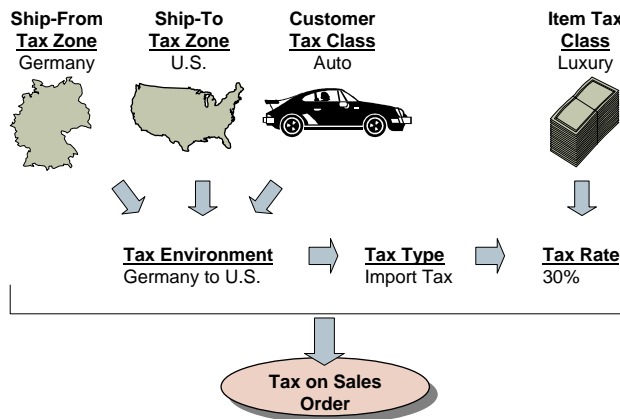 Ship-From
Tax Zone
Germany
Ship-To
Tax Zone
U.S.
Customer
Tax Class
Auto
Item Tax
Class
Luxury
Tax Environment
Germany to U.S.
Tax Type
Import Tax
Tax Rate
30%
Tax on Sales
Order